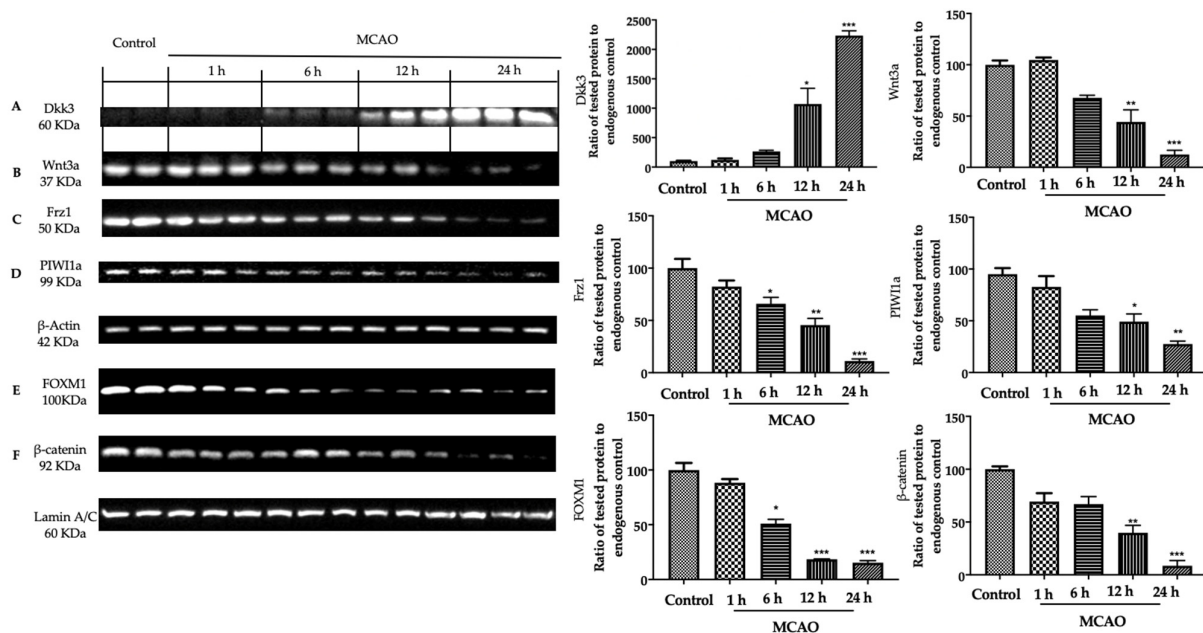 Control
MCAO
1 h 6 h 12 h 24 h
A
Dkk3
60 KDa
B
Wnt3a
37 KDa
C
Frz1
50 KDa
D
PIWI1a
99 KDa
β-Actin
42 KDa
E
FOXM1
100KDa
F
β-catenin
92 KDa
Lamin A/C
60 KDa
Dkk3
Ratio of tested protein to
endogenous control
2500
2000
1500
1000
500
0
*
***
Control 1 h 6 h 12 h 24 h
MCAO
Wnt3a
Ratio of tested protein to
endogenous control
150
100
50
0
**
***
Control 1 h 6 h 12 h 24 h
MCAO
Frz1
Ratio of tested protein to
endogenous control
150
100
50
0
*
**
***
Control 1 h 6 h 12 h 24 h
MCAO
PIWI1a
Ratio of tested protein to
endogenous control
150
100
50
0
*
**
Control 1 h 6 h 12 h 24 h
MCAO
FOXM1
Ratio of tested protein to
endogenous control
150
100
50
0
*
***
***
Control 1 h 6 h 12 h 24 h
MCAO
β-catenin
Ratio of tested protein to
endogenous control
150
100
50
0
**
***
Control 1 h 6 h 12 h 24 h
MCAO